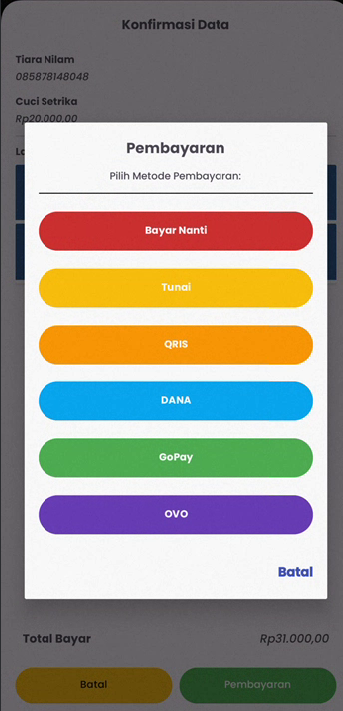 Konfirmasi Data
Tiara Nilam
085878148048
Cuci Setrika
Rp20.000,00
La
Pembayaran
Pilih Metode Pembaycran:
Bayar Nanti
Tunai
QRIS
DANA
GoPay
OVO
Batal
Total Bayar
Rp31.000,00
Batal
Pembayaran